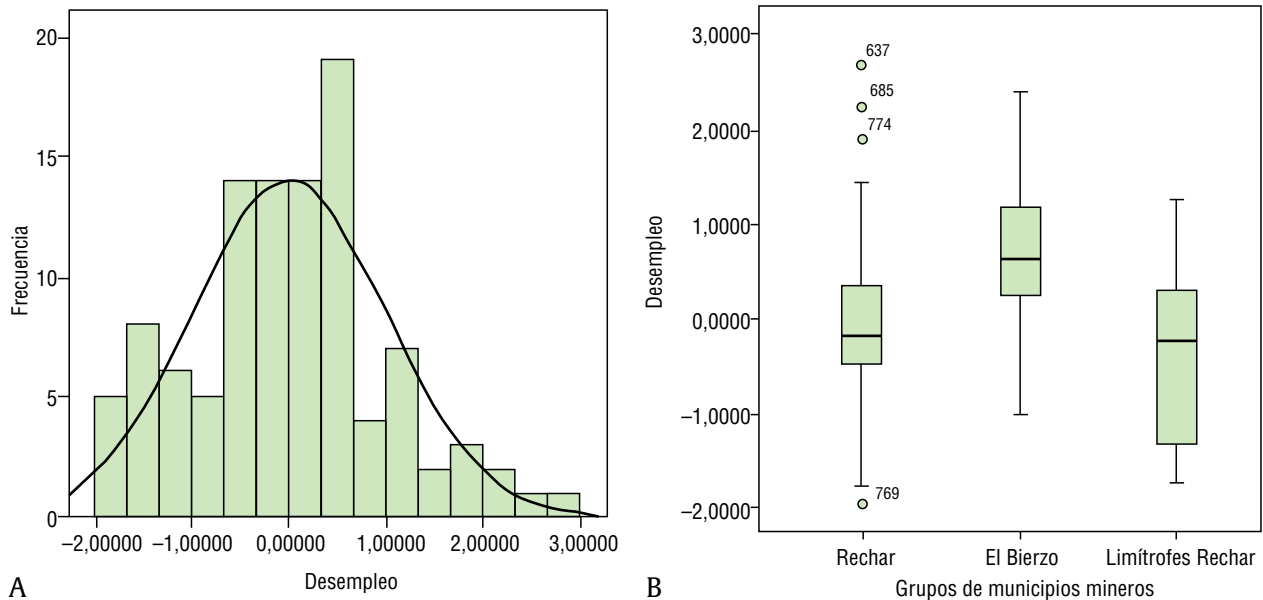 20
15
10
5
0
Frecuencia
–2,00000 –1,00000 0,00000 1,00000 2,00000 3,00000
Desempleo
A
3,0000
2,0000
1,0000
0,0000
–1,0000
–2,0000
Desempleo
637
685
774
769
Rechar El Bierzo Limítrofes Rechar
Grupos de municipios mineros
B